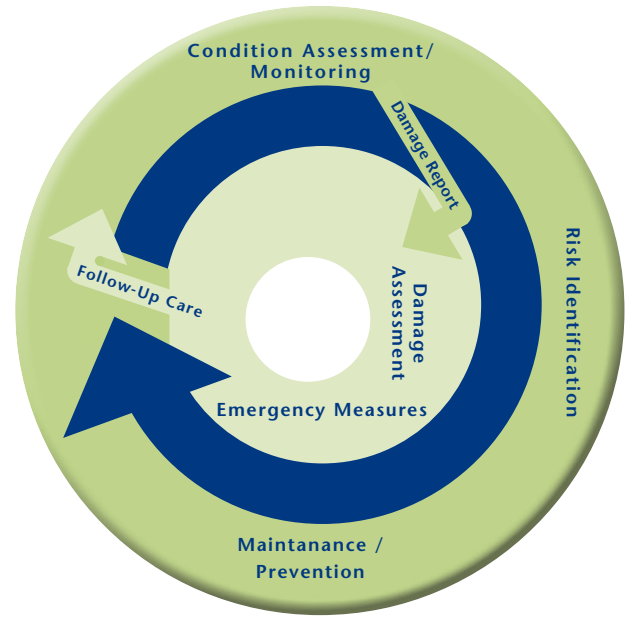 Condition Assessment/
Monitoring
Damage Report
Risk Identification
Damage
Assessment
Follow-Up Care
Emergency Measures
Maintanance /
Prevention